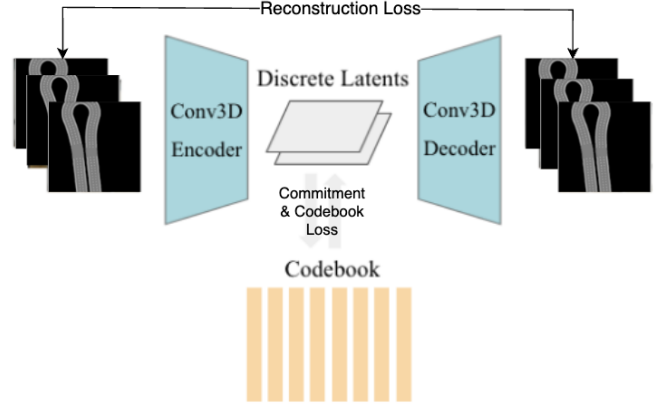 Reconstruction Loss
Conv3D
Encoder
Discrete Latents
Conv3D
Decoder
Commitment
& Codebook
Loss
Codebook